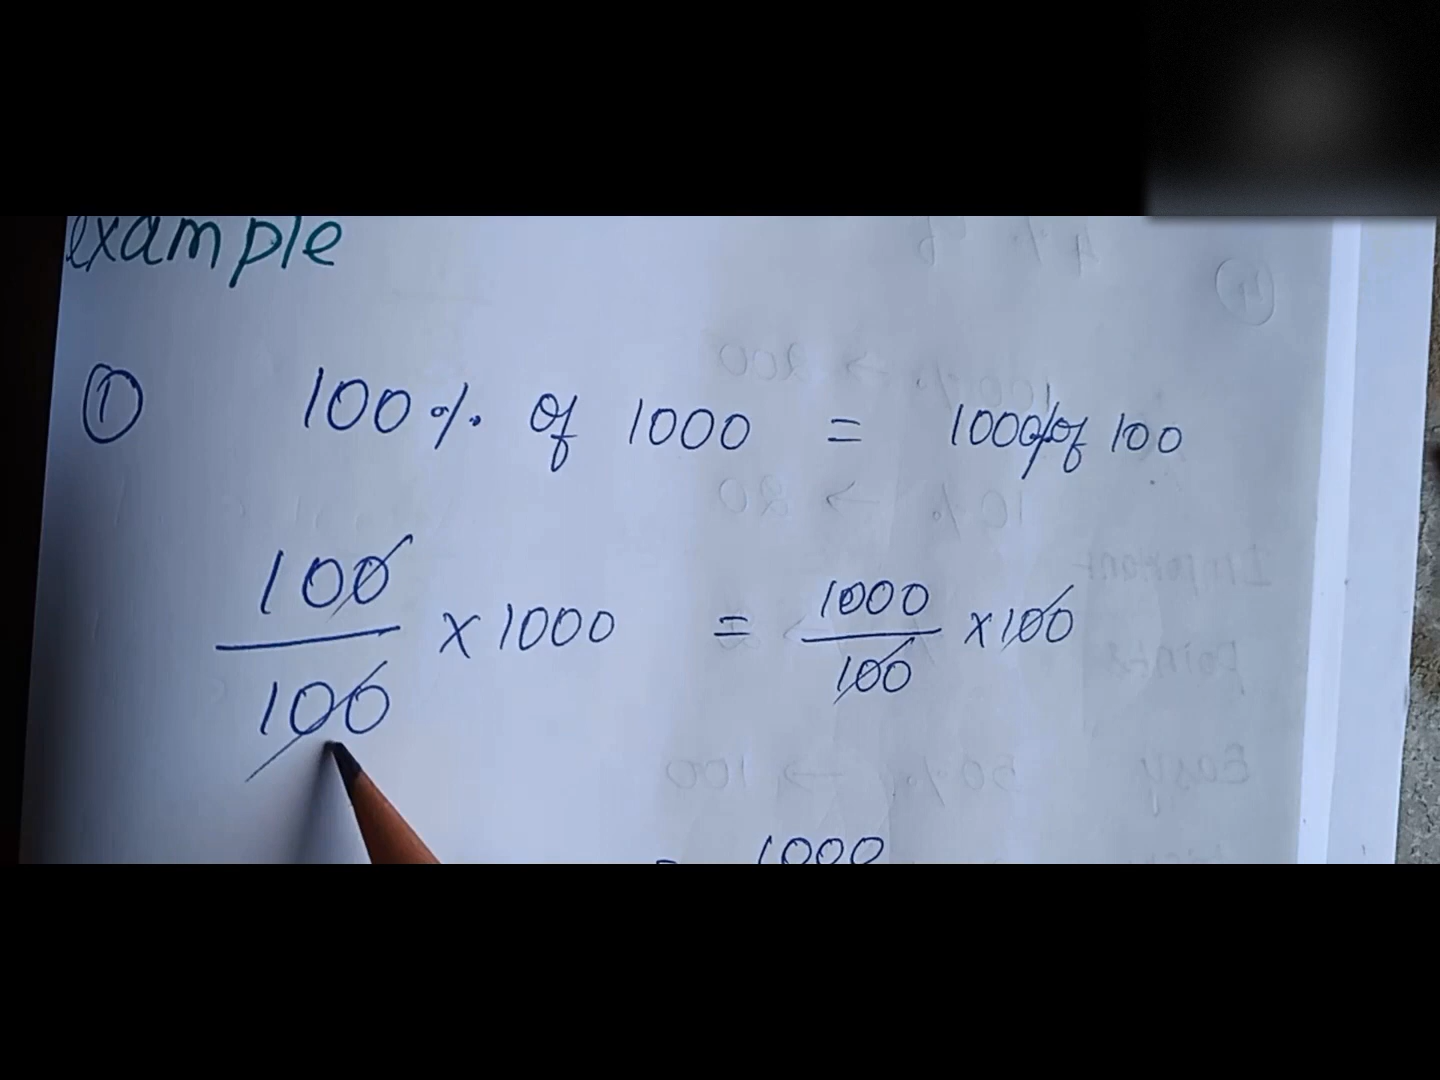 example
① 100% of 1000 = 1000% of 100
100/100 × 1000 = 1000/100 × 100
= 1000